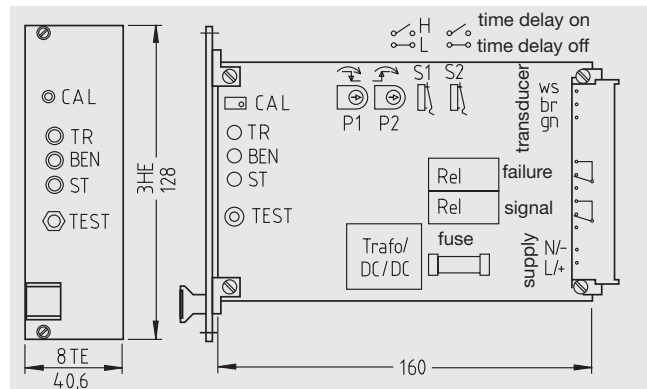 CAL
TR
BEN
ST
TEST
8 TE
40,6
3HE
128
H
L
time delay on
time delay off
S1
S2
P1
P2
CAL
TR
BEN
ST
TEST
transducer
ws
br
gn
Rel
failure
Rel
signal
fuse
Trafo/
DC/DC
supply
N/-
L/+
160